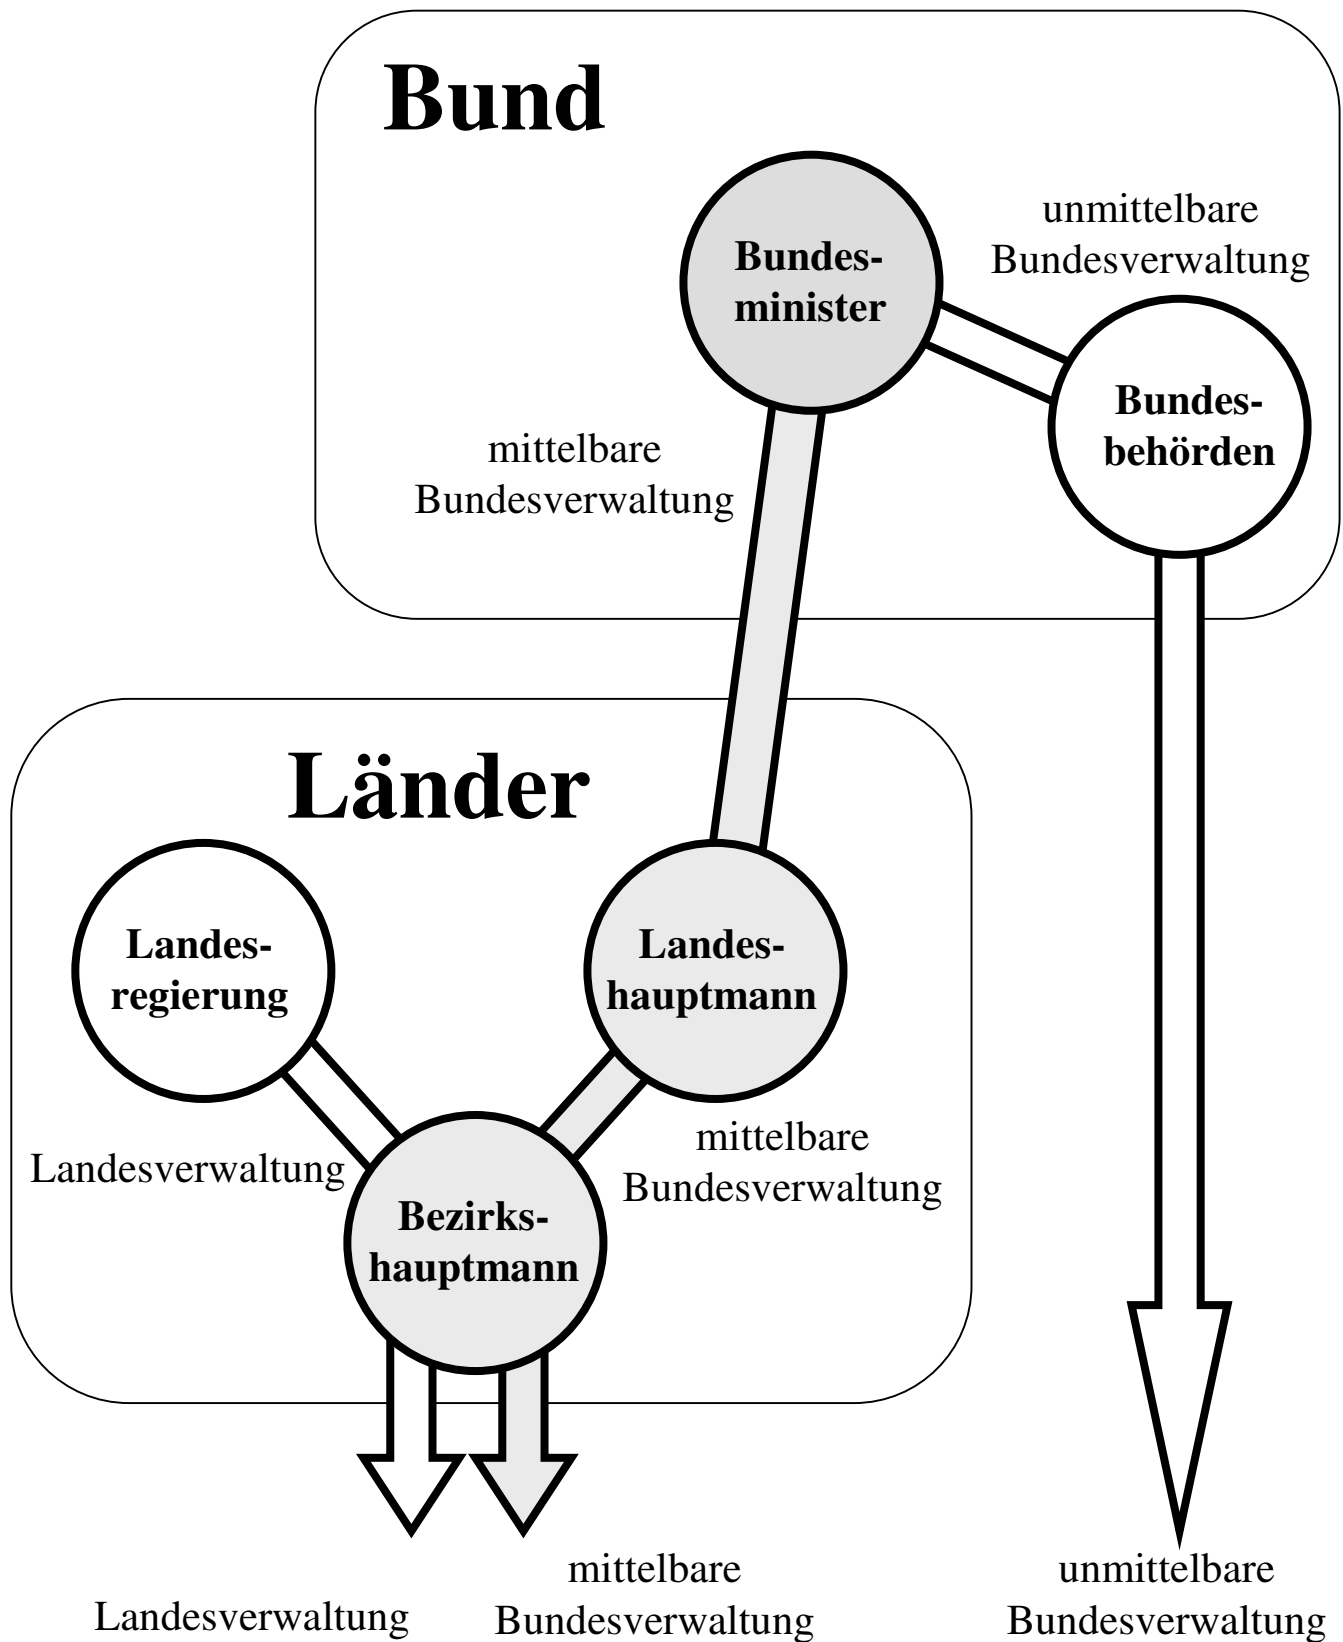 Bund
unmittelbare
Bundesverwaltung
Bundes-
minister
Bundes-
behörden
mittelbare
Bundesverwaltung
Länder
Landes-
regierung
Landes-
hauptmann
Landesverwaltung
mittelbare
Bundesverwaltung
Bezirks-
hauptmann
Landesverwaltung
mittelbare
Bundesverwaltung
unmittelbare
Bundesverwaltung